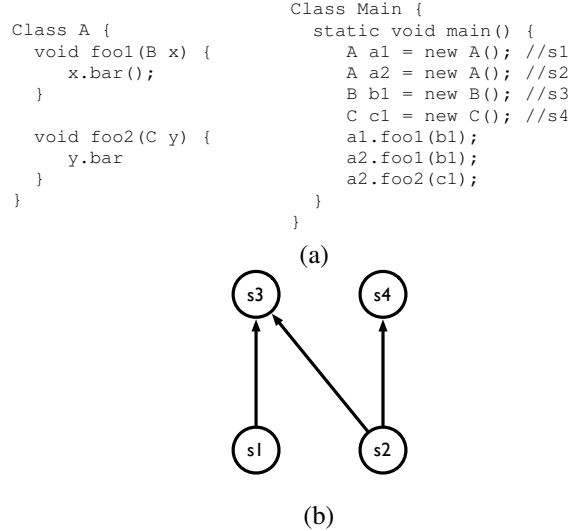 Class A {
void foo1(B x) {
x.bar();
}
void foo2(C y) {
y.bar
}
}
Class Main {
static void main() {
A a1 = new A(); //s1
A a2 = new A(); //s2
B b1 = new B(); //s3
C c1 = new C(); //s4
a1.foo1(b1);
a2.foo1(b1);
a2.foo2(c1);
}
}
(a)
s3 s4
s1 s2
(b)